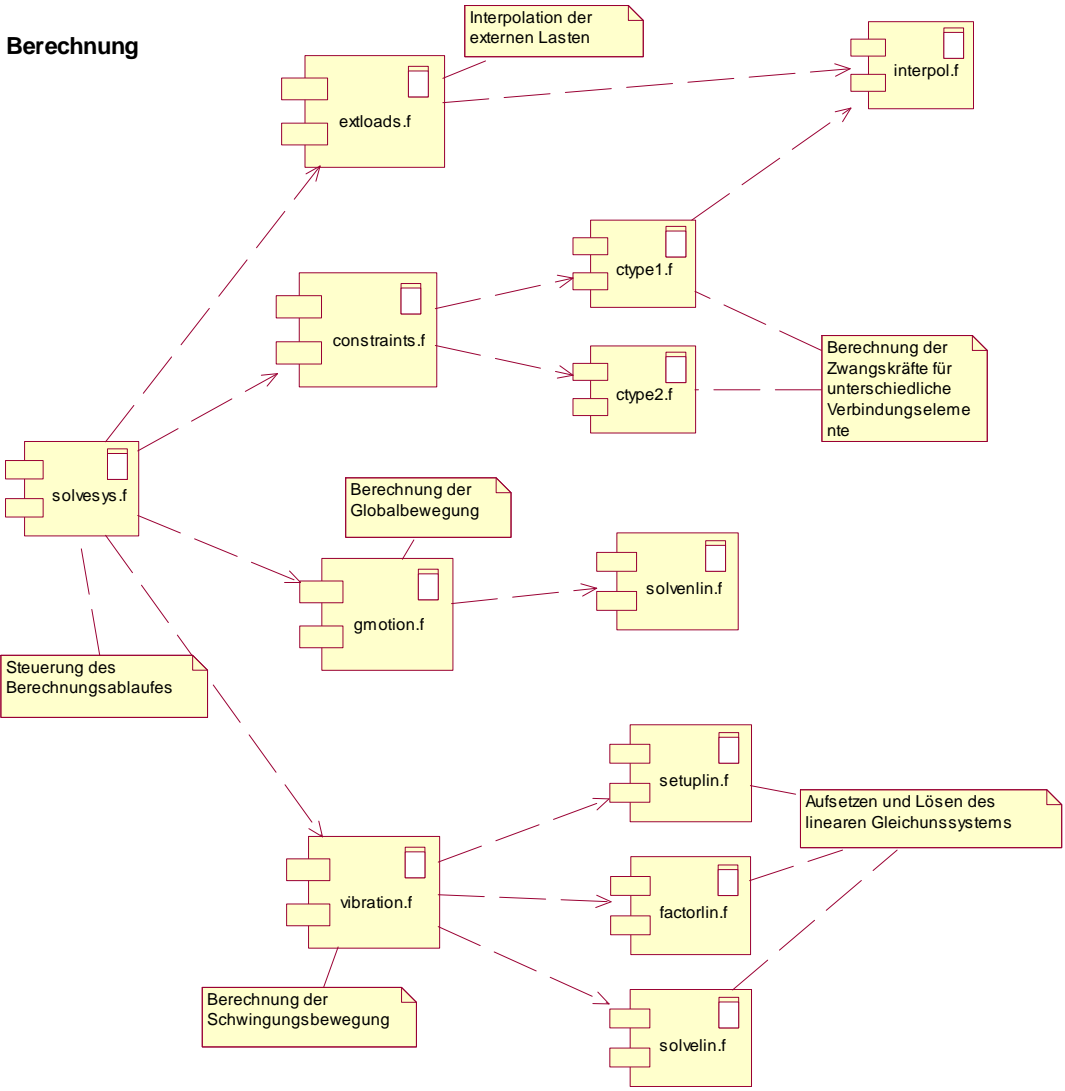 Berechnung
Interpolation der
externen Lasten
extloads.f
interpol.f
ctype1.f
constraints.f
ctype2.f
Berechnung der
Zwangskräfte für
unterschiedliche
Verbindungseleme
nte
solvesys.f
Berechnung der
Globalbewegung
gmotion.f
solvenlin.f
Steuerung des
Berechnungsablaufes
setuplin.f
Aufsetzen und Lösen des
linearen Gleichunssystems
vibration.f
factorlin.f
Berechnung der
Schwingungsbewegung
solvelin.f